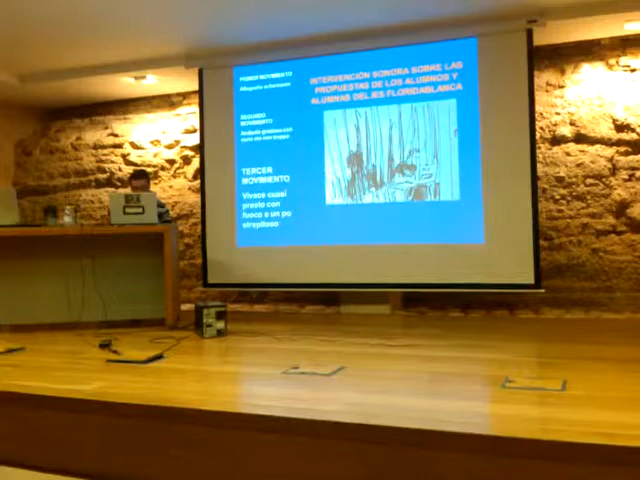 PRIMER MOVIMIENTO
SEGUNDO
MOVIMIENTO
TERCER
MOVIMIENTO
Vivace cuasi
presto con
fuoco e un po
strepitoso
INTERVENCIÓN SONORA SOBRE LAS
PROPUESTAS DE LOS ALUMNOS Y
ALUMNAS DEL IES FLORIDABLANCA